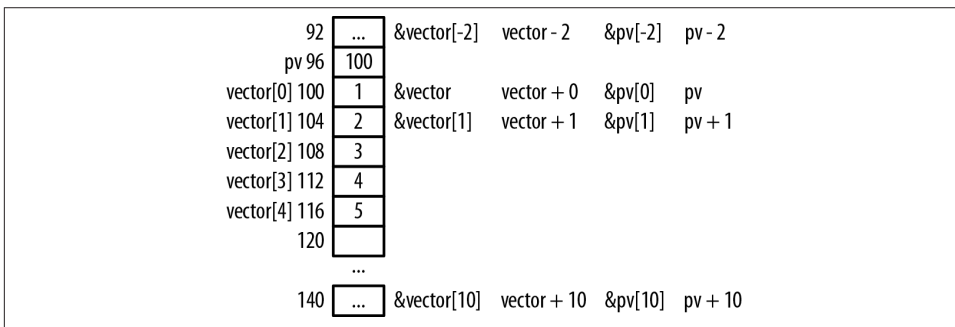 92 ... &vector[-2] vector - 2 &pv[-2] pv - 2
pv 96 100
vector[0] 100 1 &vector vector + 0 &pv[0] pv
vector[1] 104 2 &vector[1] vector + 1 &pv[1] pv + 1
vector[2] 108 3
vector[3] 112 4
vector[4] 116 5
120
...
140 ... &vector[10] vector + 10 &pv[10] pv + 10